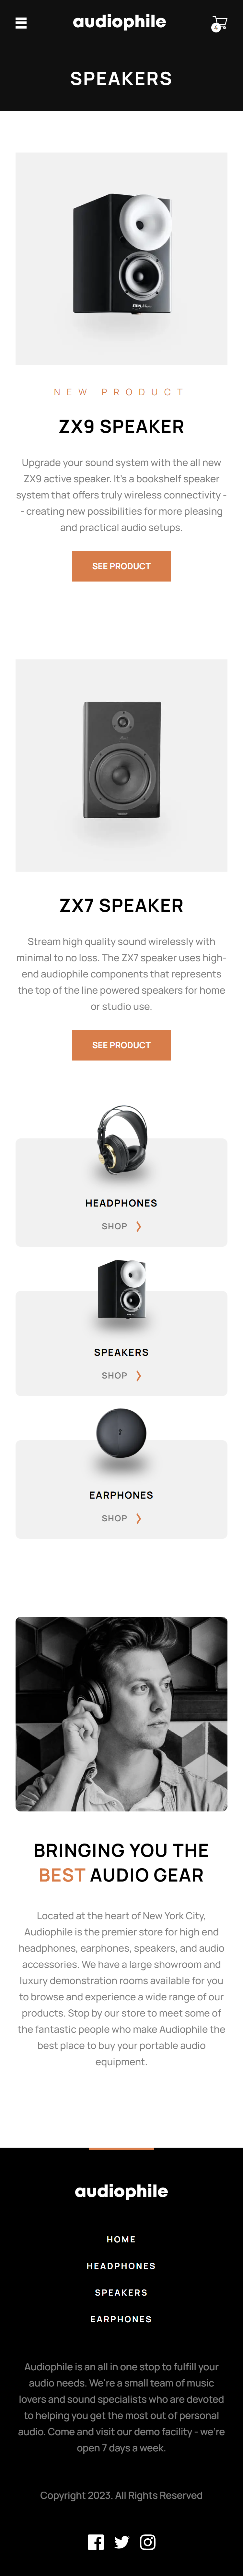 audiophile
4
SPEAKERS
NEW PRODUCT
ZX9 SPEAKER
Upgrade your sound system with the all new
ZX9 active speaker. It's a bookshelf speaker
system that offers truly wireless connectivity -
- creating new possibilities for more pleasing
and practical audio setups.
SEE PRODUCT
ZX7 SPEAKER
Stream high quality sound wirelessly with
minimal to no loss. The ZX7 speaker uses high-
end audiophile components that represents
the top of the line powered speakers for home
or studio use.
SEE PRODUCT
HEADPHONES
SHOP
SPEAKERS
SHOP
EARPHONES
SHOP
BRINGING YOU THE
BEST AUDIO GEAR
Located at the heart of New York City,
Audiophile is the premier store for high end
headphones, earphones, speakers, and audio
accessories. We have a large showroom and
luxury demonstration rooms available for you
to browse and experience a wide range of our
products. Stop by our store to meet some of
the fantastic people who make Audiophile the
best place to buy your portable audio
equipment.
audiophile
HOME
HEADPHONES
SPEAKERS
EARPHONES
Audiophile is an all in one stop to fulfill your
audio needs. We're a small team of music
lovers and sound specialists who are devoted
to helping you get the most out of personal
audio. Come and visit our demo facility - we're
open 7 days a week.
Copyright 2023. All Rights Reserved